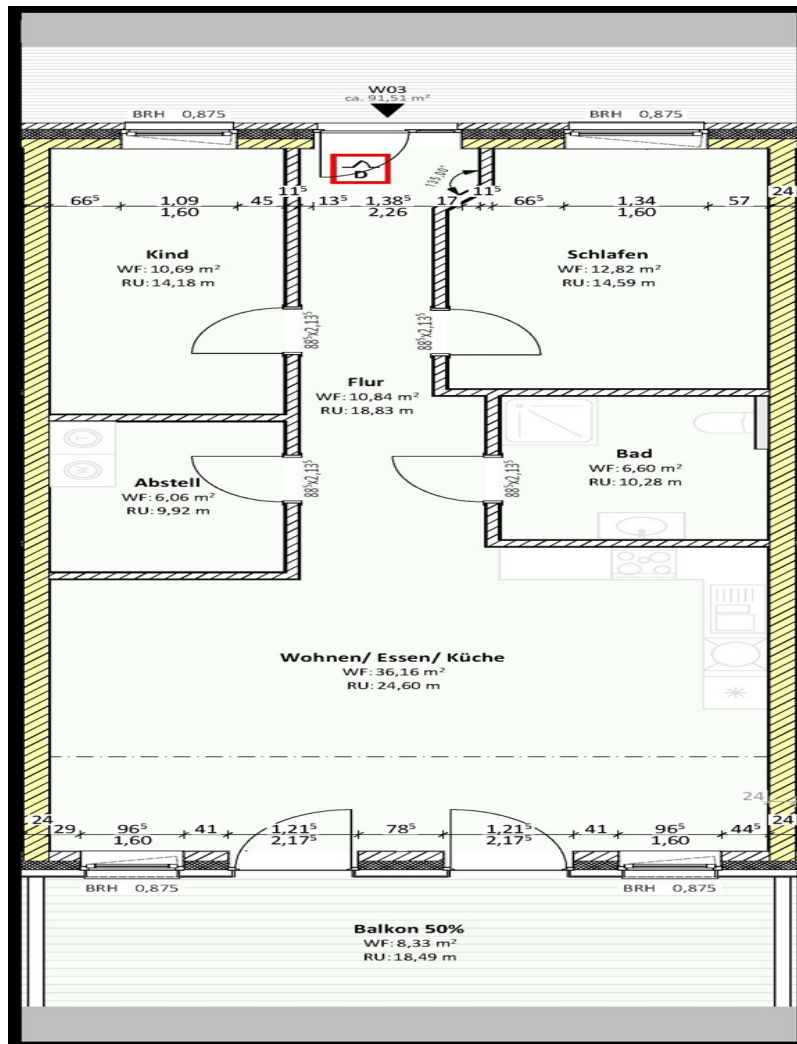 W03
ca. 91,51 m²
BRH 0,875
BRH 0,875
D
135,00°
66⁵ 1,09 45 11⁵ 13⁵ 1,38⁵ 17 11⁵ 66⁵ 1,34 57 24
1,60 2,26 1,60
Kind
WF: 10,69 m²
RU: 14,18 m
Schlafen
WF: 12,82 m²
RU: 14,59 m
88⁵x2,13⁵
88⁵x2,13⁵
Flur
WF: 10,84 m²
RU: 18,83 m
Abstell
WF: 6,06 m²
RU: 9,92 m
88⁵x2,13⁵
88⁵x2,13⁵
Bad
WF: 6,60 m²
RU: 10,28 m
Wohnen/ Essen/ Küche
WF: 36,16 m²
RU: 24,60 m
24
24 29 96⁵ 41 1,21⁵ 78⁵ 1,21⁵ 41 96⁵ 44⁵ 24
1,60 2,17⁵ 2,17⁵ 1,60
BRH 0,875
BRH 0,875
Balkon 50%
WF: 8,33 m²
RU: 18,49 m